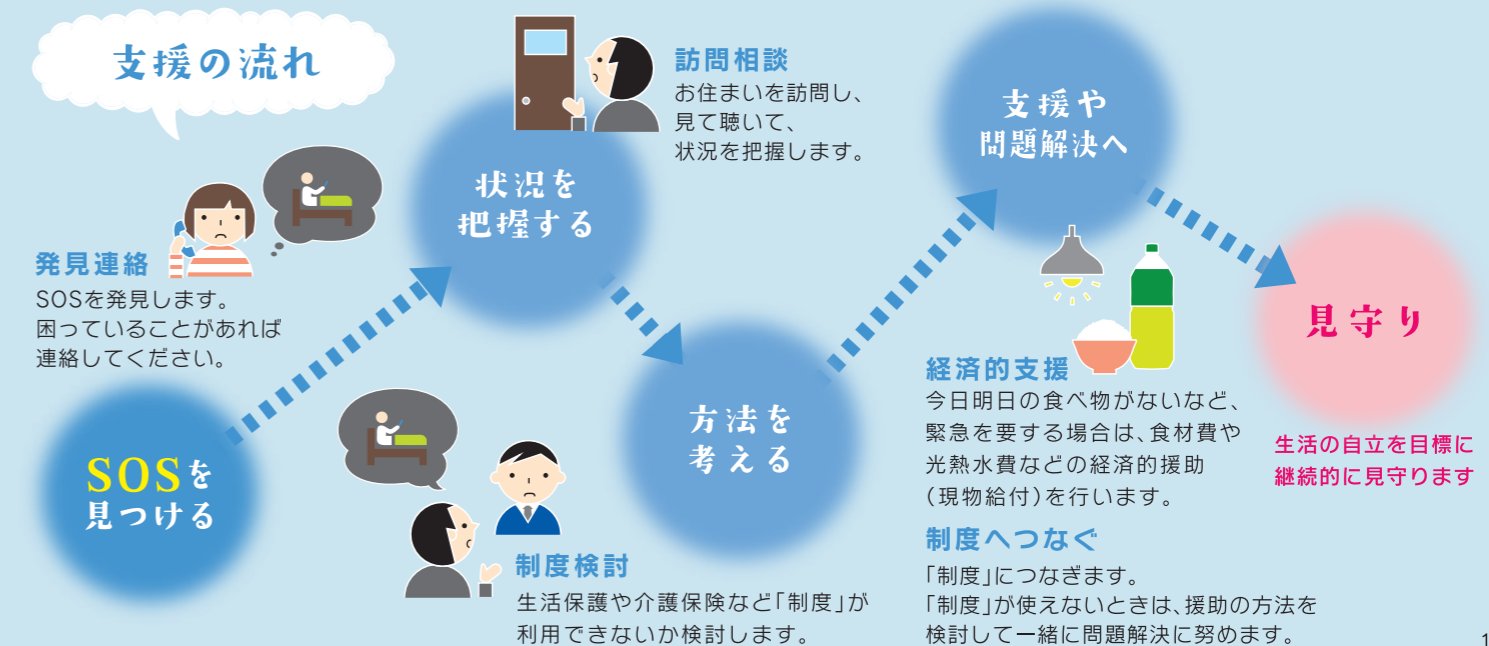 支援の流れ
発見連絡
SOSを発見します。
困っていることがあれば
連絡してください。
SOSを
見つける
訪問相談
お住まいを訪問し、
見て聴いて、
状況を把握します。
状況を
把握する
方法を
考える
制度検討
生活保護や介護保険など「制度」が
利用できないか検討します。
支援や
問題解決へ
経済的支援
今日明日の食べ物がないなど、
緊急を要する場合は、食材費や
光熱水費などの経済的援助
(現物給付)を行います。
制度へつなぐ
「制度」につなぎます。
「制度」が使えないときは、援助の方法を
検討して一緒に問題解決に努めます。
見守り
生活の自立を目標に
継続的に見守ります
1